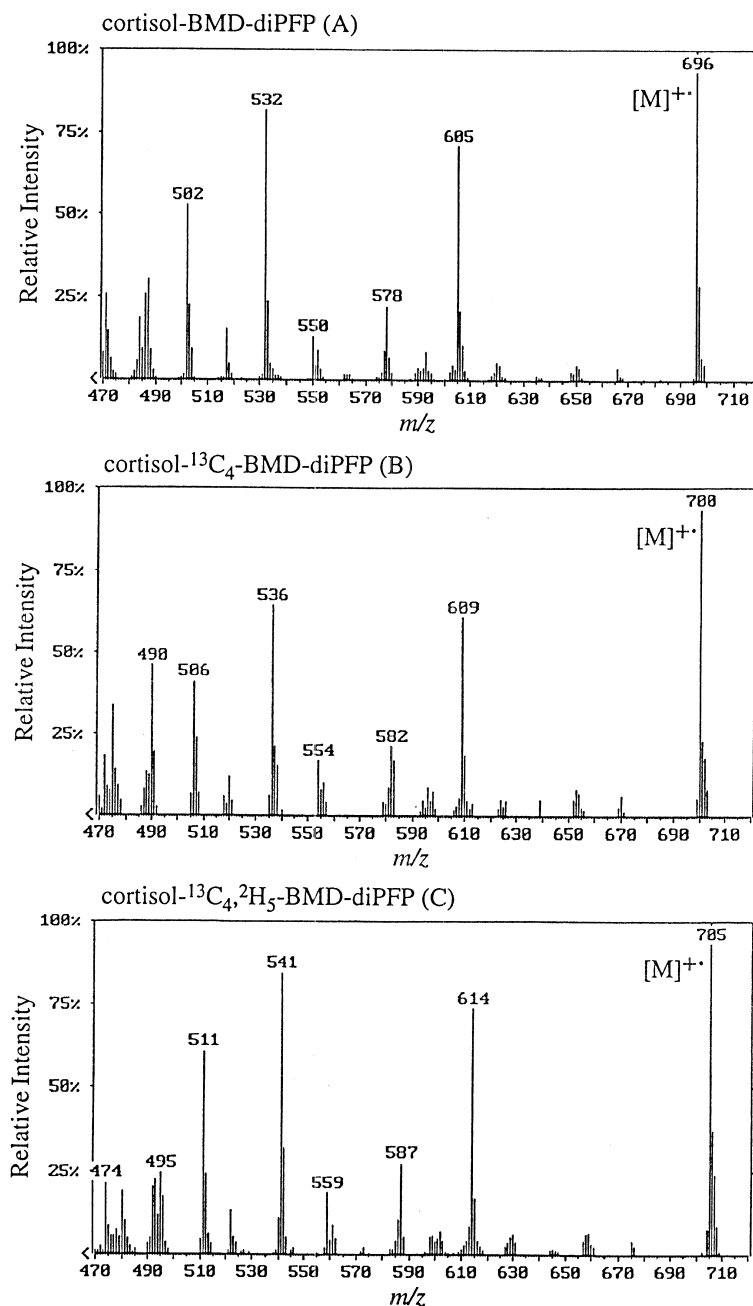 cortisol-BMD-diPFP (A)
100%
696
[M]+·
532
75%
605
502
50%
25%
578
550
Relative Intensity
470 490 510 530 550 570 590 610 630 650 670 690 710
m/z
cortisol-¹³C₄-BMD-diPFP (B)
100%
700
[M]+·
75%
536
609
50%
490
506
25%
554
582
Relative Intensity
470 490 510 530 550 570 590 610 630 650 670 690 710
m/z
cortisol-¹³C₄,²H₅-BMD-diPFP (C)
100%
705
[M]+·
541
75%
614
511
50%
25%
474
495
559
587
Relative Intensity
470 490 510 530 550 570 590 610 630 650 670 690 710
m/z